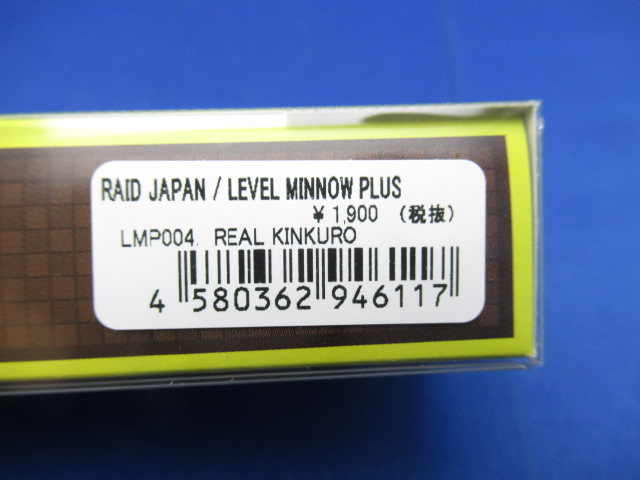 RAID JAPAN / LEVEL MINNOW PLUS
¥ 1,900 (税抜)
LMP004. REAL KINKURO
4 580362 946117